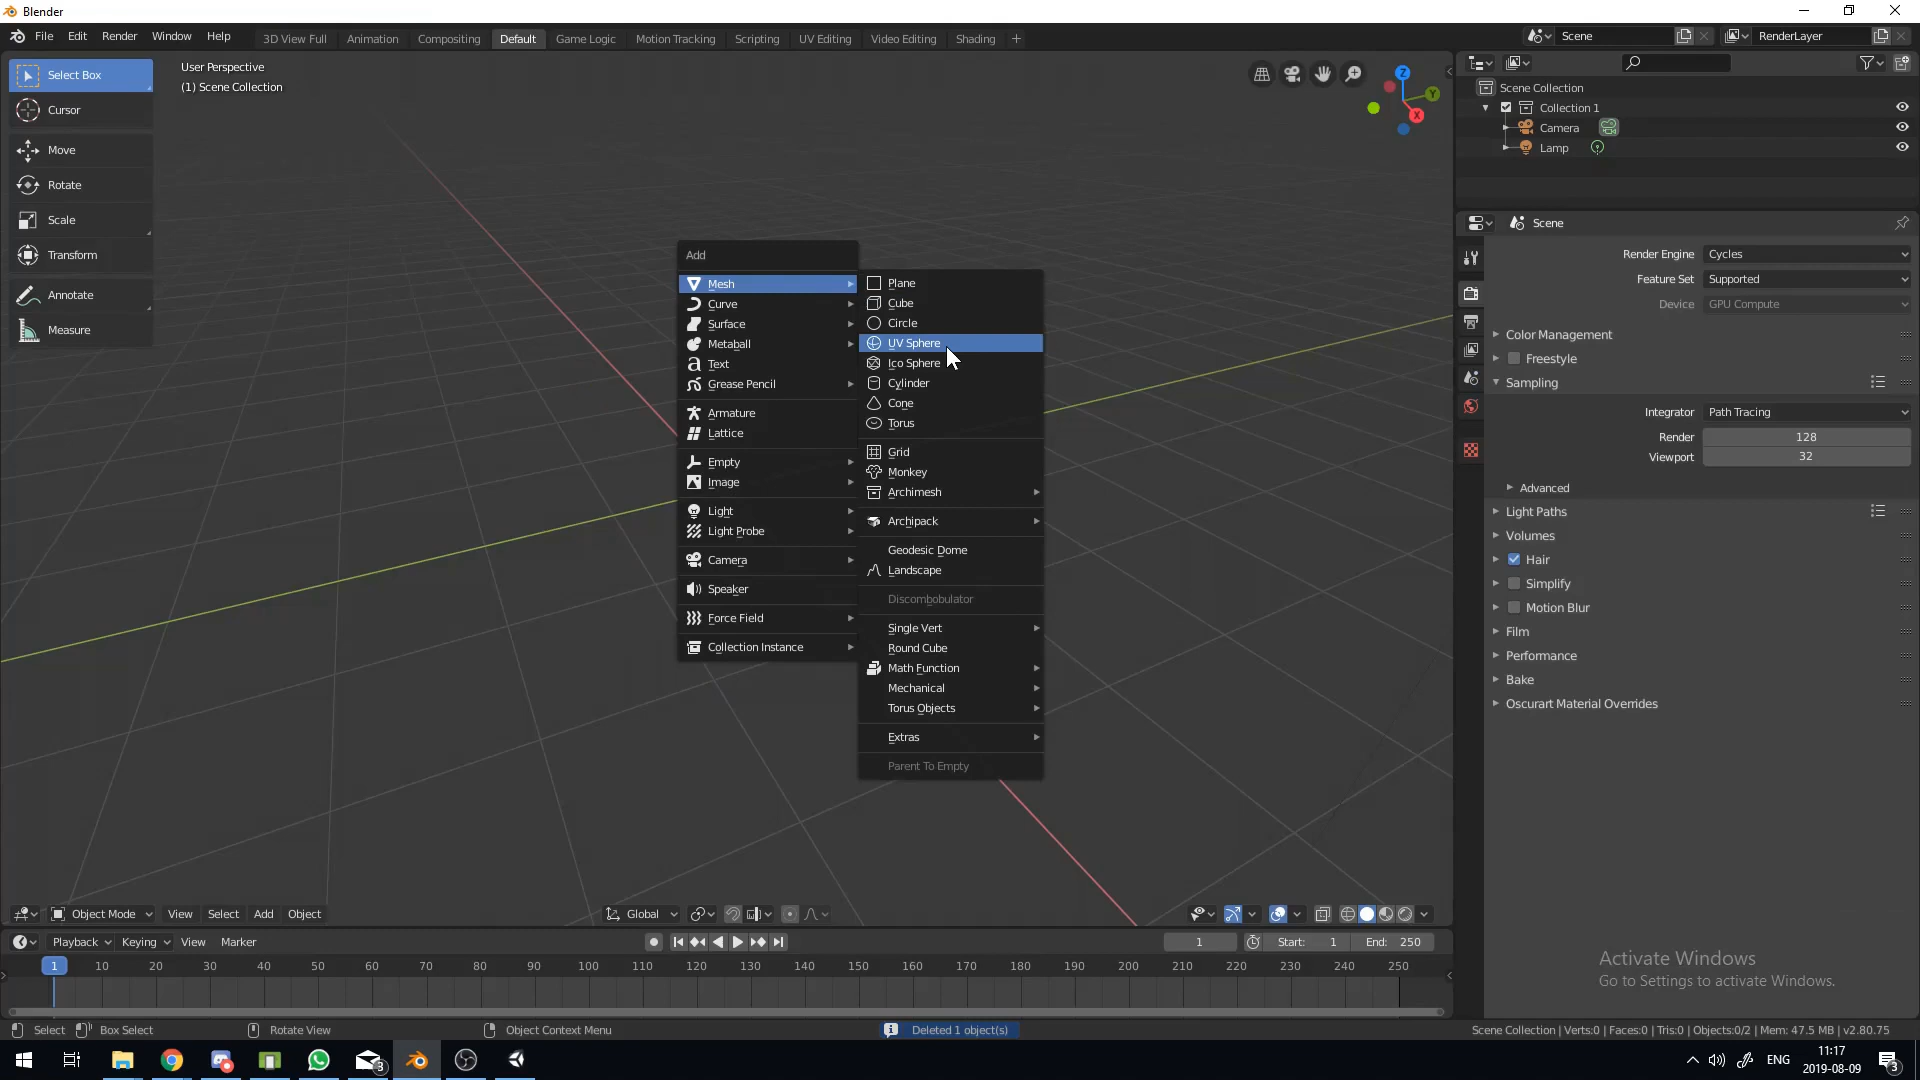 Blender
File Edit Render Window Help 3D View Full Animation Compositing Default Game Logic Motion Tracking Scripting UV Editing Video Editing Shading + Scene RenderLayer
Select Box
Cursor
Move
Rotate
Scale
Transform
Annotate
Measure
User Perspective
(1) Scene Collection
Z
Y
X
Add
Mesh
Curve
Surface
Metaball
Text
Grease Pencil
Armature
Lattice
Empty
Image
Light
Light Probe
Camera
Speaker
Force Field
Collection Instance
Plane
Cube
Circle
UV Sphere
Ico Sphere
Cylinder
Cone
Torus
Grid
Monkey
Archimesh
Archipack
Geodesic Dome
Landscape
Discombobulator
Single Vert
Round Cube
Math Function
Mechanical
Torus Objects
Extras
Parent To Empty
Scene Collection
Collection 1
Camera
Lamp
Scene
Render Engine Cycles
Feature Set Supported
Device GPU Compute
Color Management
Freestyle
Sampling
Integrator Path Tracing
Render 128
Viewport 32
Advanced
Light Paths
Volumes
Hair
Simplify
Motion Blur
Film
Performance
Bake
Oscurart Material Overrides
Object Mode View Select Add Object Global
Playback Keying View Marker 1 Start: 1 End: 250
1 10 20 30 40 50 60 70 80 90 100 110 120 130 140 150 160 170 180 190 200 210 220 230 240 250
Activate Windows
Go to Settings to activate Windows.
Select Box Select Rotate View Object Context Menu Deleted 1 object(s) Scene Collection | Verts:0 | Faces:0 | Tris:0 | Objects:0/2 | Mem: 47.5 MB | v2.80.75
3 ENG 11:17 3
2019-08-09